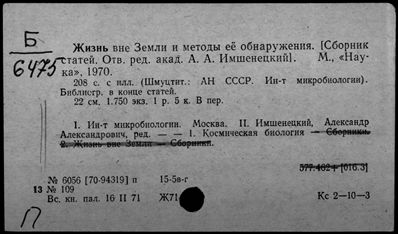 Б
6475
Жизнь вне Земли и методы её обнаружения. [Сборник
статей. Отв. ред. акад. А. А. Имшенецкий]. М., «Нау-
ка», 1970.
208 с. с илл. (Шмуцтит.: АН СССР. Ин-т микробиологии).
Библиогр. в конце статей.
22 см. 1.750 экз. 1 р. 5 к. В пер.
I. Ин-т микробиологии. Москва. II. Имшенецкий, Александр
Александрович, ред. — — 1. Космическая биология — Сборники.
2. Жизнь вне Земли — Сборники.
577.462+[616.3]
№ 6056 [70-94319] п 15-5в-г
13 № 109
Вс. кн. пал. 16 II 71 Ж71 Кс 2—10—3
П